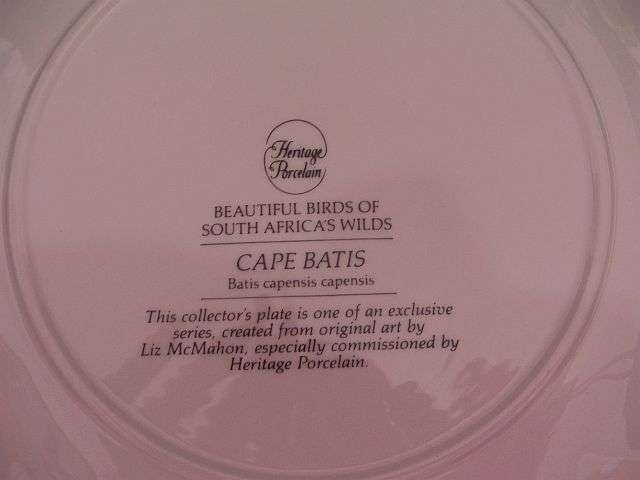 Heritage
Porcelain
BEAUTIFUL BIRDS OF
SOUTH AFRICA'S WILDS
CAPE BATIS
Batis capensis capensis
This collector's plate is one of an exclusive
series, created from original art by
Liz McMahon, especially commissioned by
Heritage Porcelain.